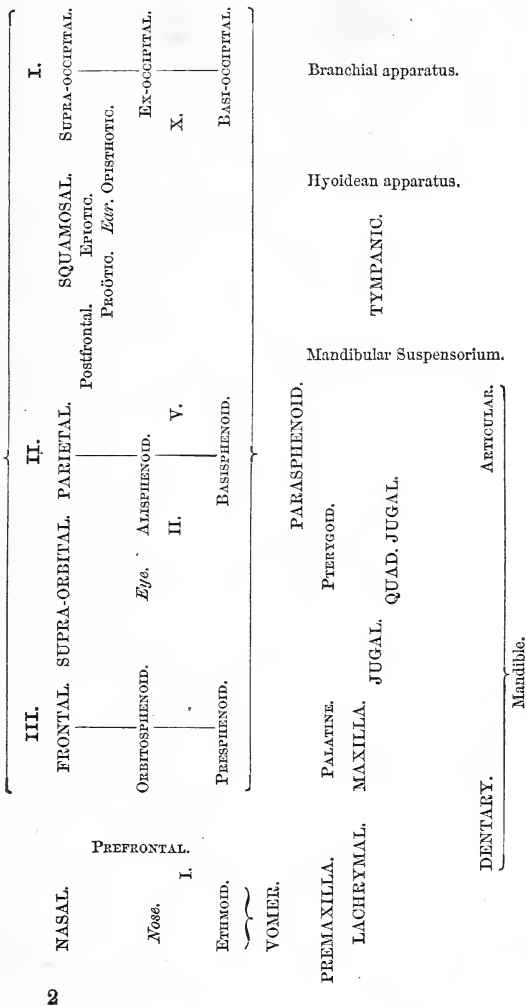 I.
SUPRA-OCCIPITAL.
EX-OCCIPITAL.
X.
BASI-OCCIPITAL.
SQUAMOSAL.
EPIOTIC.
Postfrontal.
PROÖTIC. Ear. OPISTHOTIC.
II.
PARIETAL.
ALISPHENOID.
V.
II.
BASISPHENOID.
SUPRA-ORBITAL.
Eye.
III.
FRONTAL.
ORBITOSPHENOID.
PRESPHENOID.
PREFRONTAL.
NASAL.
Nose.
I.
ETHMOID.
VOMER.
Branchial apparatus.
Hyoidean apparatus.
TYMPANIC.
Mandibular Suspensorium.
PARASPHENOID.
PTERYGOID.
QUAD. JUGAL.
ARTICULAR.
JUGAL.
PALATINE.
MAXILLA.
PREMAXILLA.
LACHRYMAL.
DENTARY.
Mandible.
2